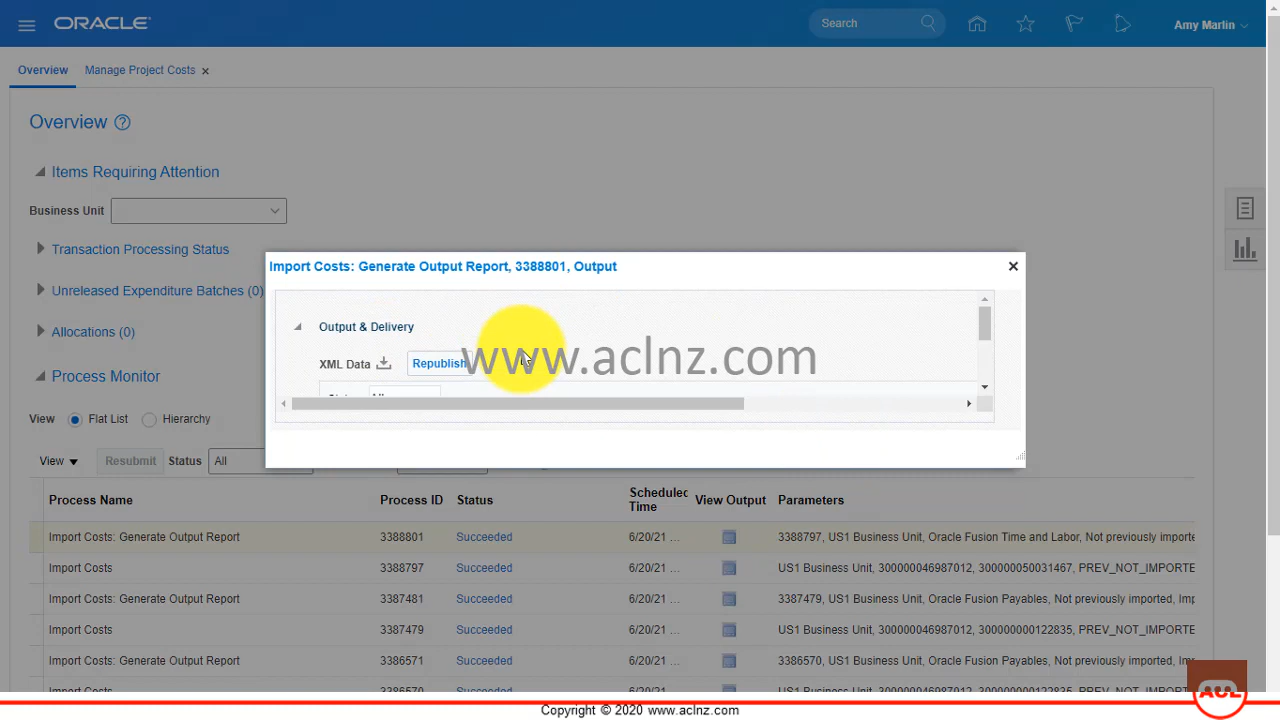 ORACLE
Search
Amy Marlin
Overview Manage Project Costs ×
Overview ?
Items Requiring Attention
Business Unit
Transaction Processing Status
Unreleased Expenditure Batches (0)
Allocations (0)
Process Monitor
Import Costs: Generate Output Report, 3388801, Output
Output & Delivery
XML Data Republish
www.aclnz.com
View Flat List Hierarchy
View Resubmit Status All
Process Name Process ID Status Scheduled Time View Output Parameters
Import Costs: Generate Output Report 3388801 Succeeded 6/20/21 ... 3388797, US1 Business Unit, Oracle Fusion Time and Labor, Not previously importe
Import Costs 3388797 Succeeded 6/20/21 ... US1 Business Unit, 300000046987012, 300000050031467, PREV_NOT_IMPORTE
Import Costs: Generate Output Report 3387481 Succeeded 6/20/21 ... 3387479, US1 Business Unit, Oracle Fusion Payables, Not previously imported, Imp
Import Costs 3387479 Succeeded 6/20/21 ... US1 Business Unit, 300000046987012, 300000000122835, PREV_NOT_IMPORTE
Import Costs: Generate Output Report 3386571 Succeeded 6/20/21 ... 3386570, US1 Business Unit, Oracle Fusion Payables, Not previously imported,
ACL
Copyright © 2020 www.aclnz.com